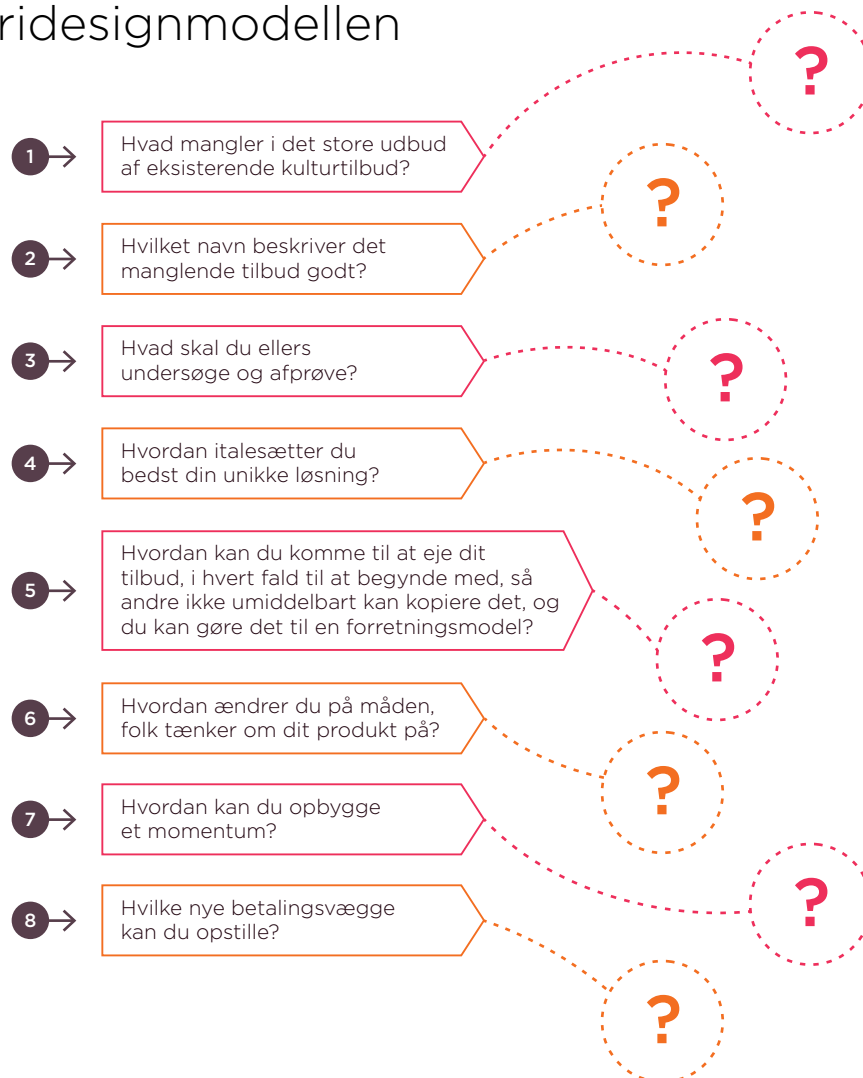 ridesignmodellen
?
1
Hvad mangler i det store udbud
af eksisterende kulturtilbud?
?
2
Hvilket navn beskriver det
manglende tilbud godt?
3
Hvad skal du ellers
undersøge og afprøve?
?
4
Hvordan italesætter du
bedst din unikke løsning?
?
5
Hvordan kan du komme til at eje dit
tilbud, i hvert fald til at begynde med, så
andre ikke umiddelbart kan kopiere det, og
du kan gøre det til en forretningsmodel?
?
6
Hvordan ændrer du på måden,
folk tænker om dit produkt på?
?
7
Hvordan kan du opbygge
et momentum?
?
8
Hvilke nye betalingsvægge
kan du opstille?
?